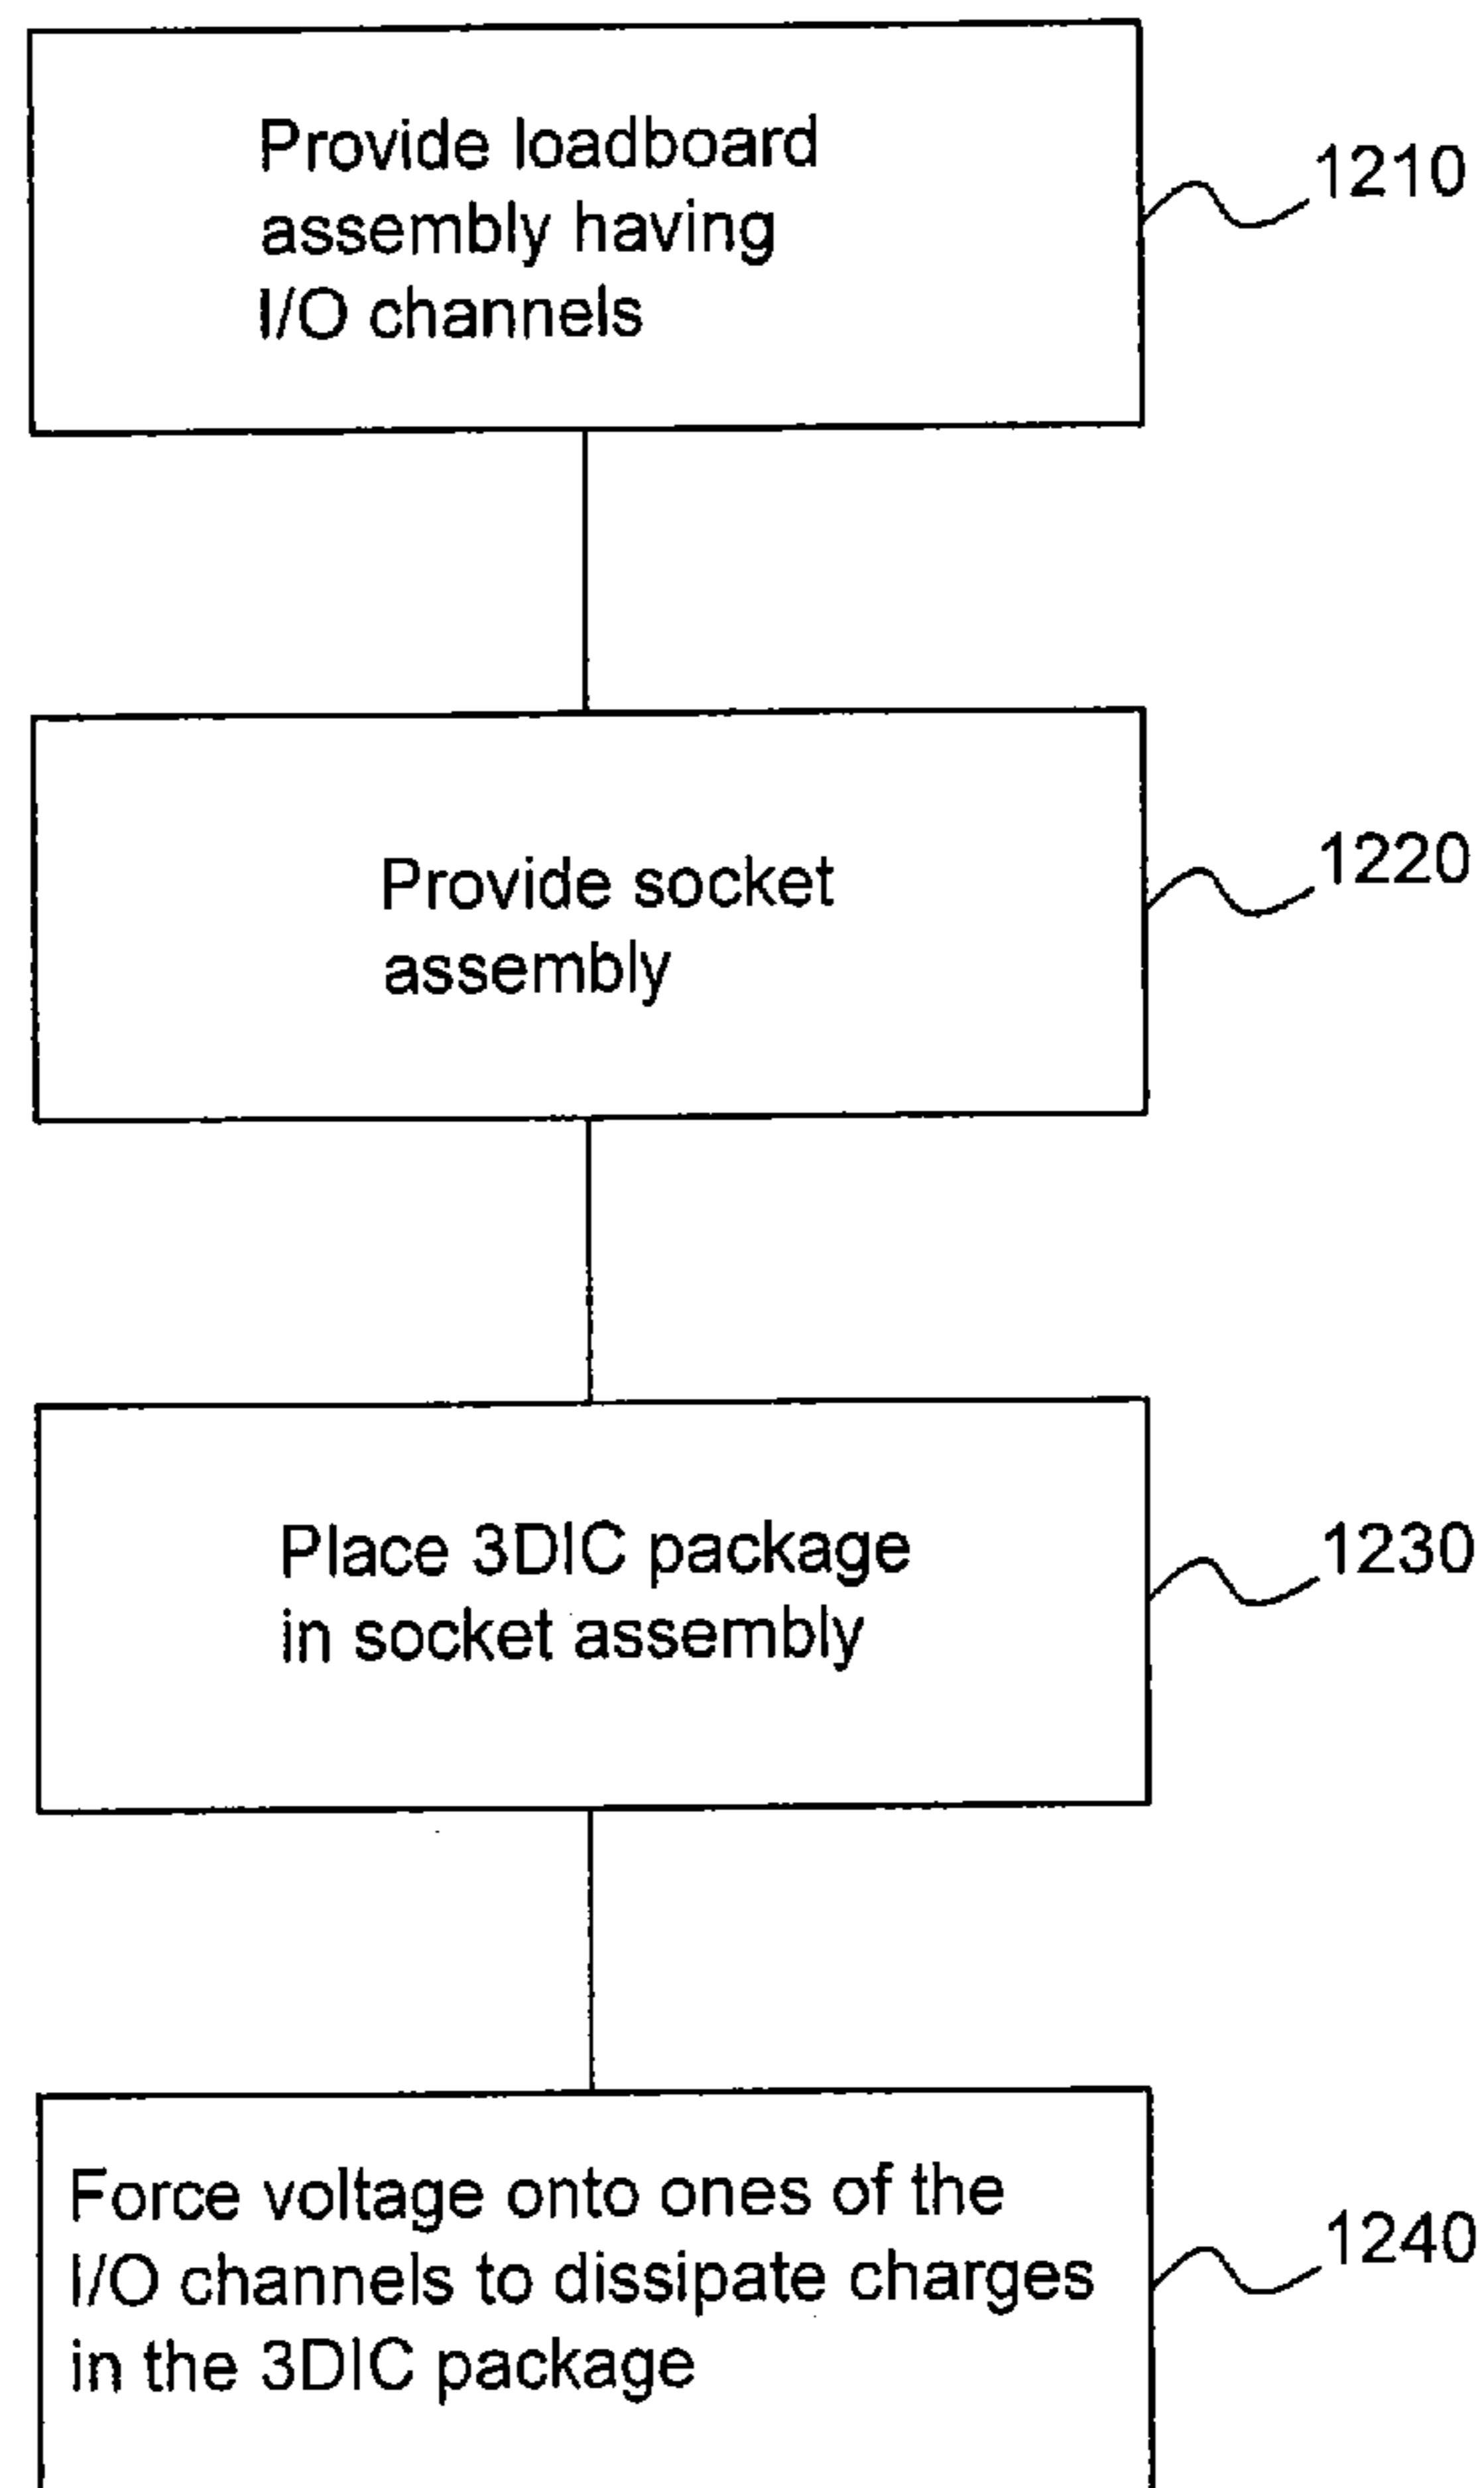 Provide loadboard
assembly having
I/O channels
1210
Provide socket
assembly
1220
Place 3DIC package
in socket assembly
1230
Force voltage onto ones of the
I/O channels to dissipate charges
in the 3DIC package
1240